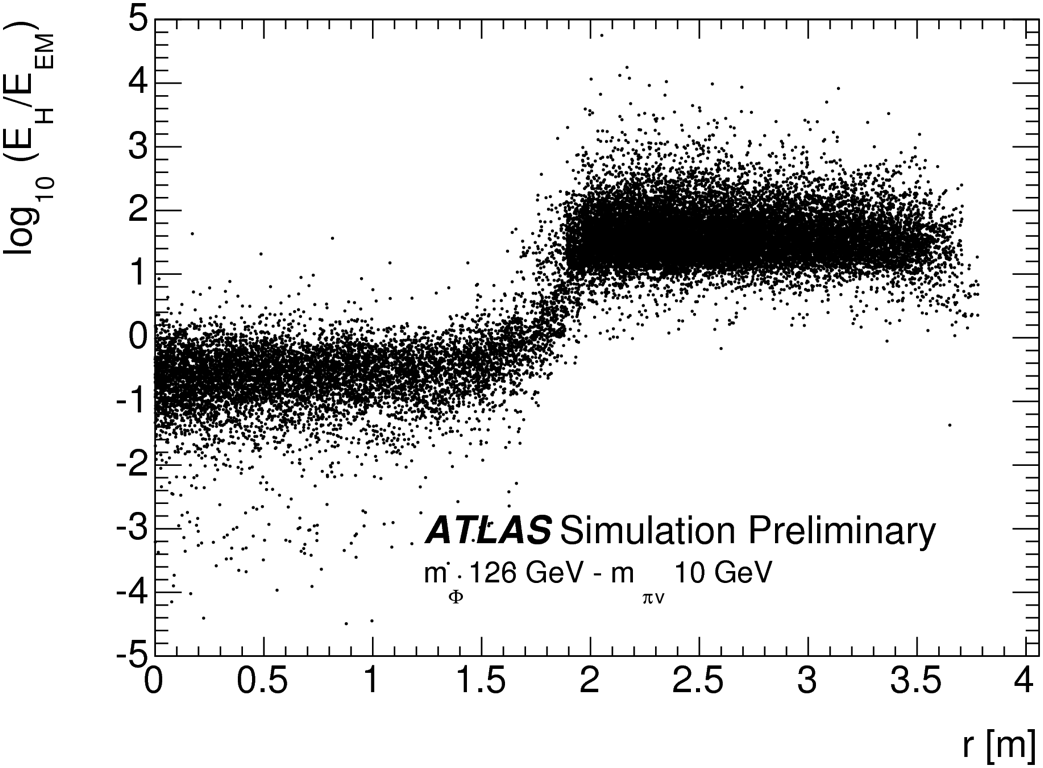 log10 (EH/EEM)
5
4
3
2
1
0
-1
-2
-3
-4
-5
ATLAS Simulation Preliminary
mΦ 126 GeV - mπv 10 GeV
0 0.5 1 1.5 2 2.5 3 3.5 4
r [m]